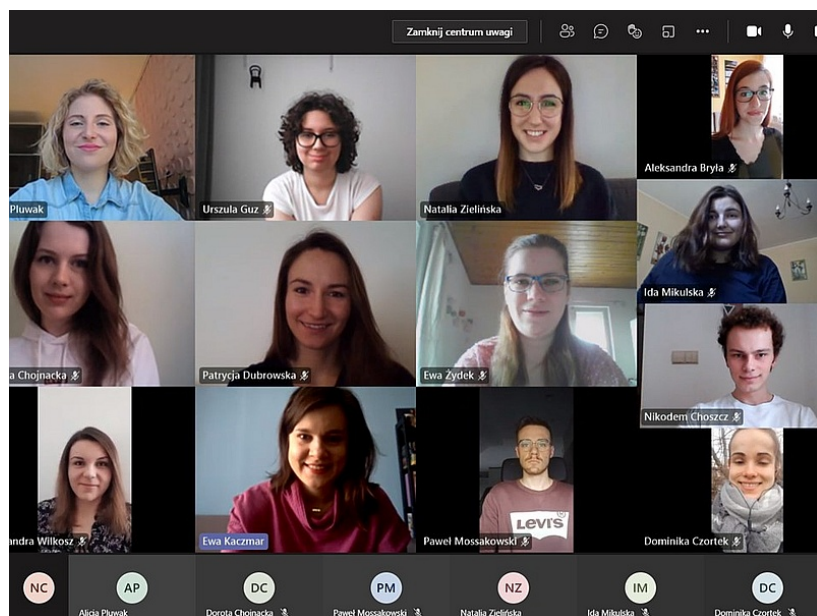 Zamknij centrum uwagi
Pluwak
Urszula Guz
Natalia Zielińska
Aleksandra Bryła
Ida Mikulska
a Chojnacka
Patrycja Dubrowska
Ewa Żydek
Nikodem Choszcz
andra Wilkosz
Ewa Kaczmar
LEVI'S
Paweł Mossakowski
Dominika Czortek
NC
AP
DC
PM
NZ
IM
DC
Alicja Pluwak
Dorota Chojnacka
Paweł Mossakowski
Natalia Zielińska
Ida Mikulska
Dominika Czortek